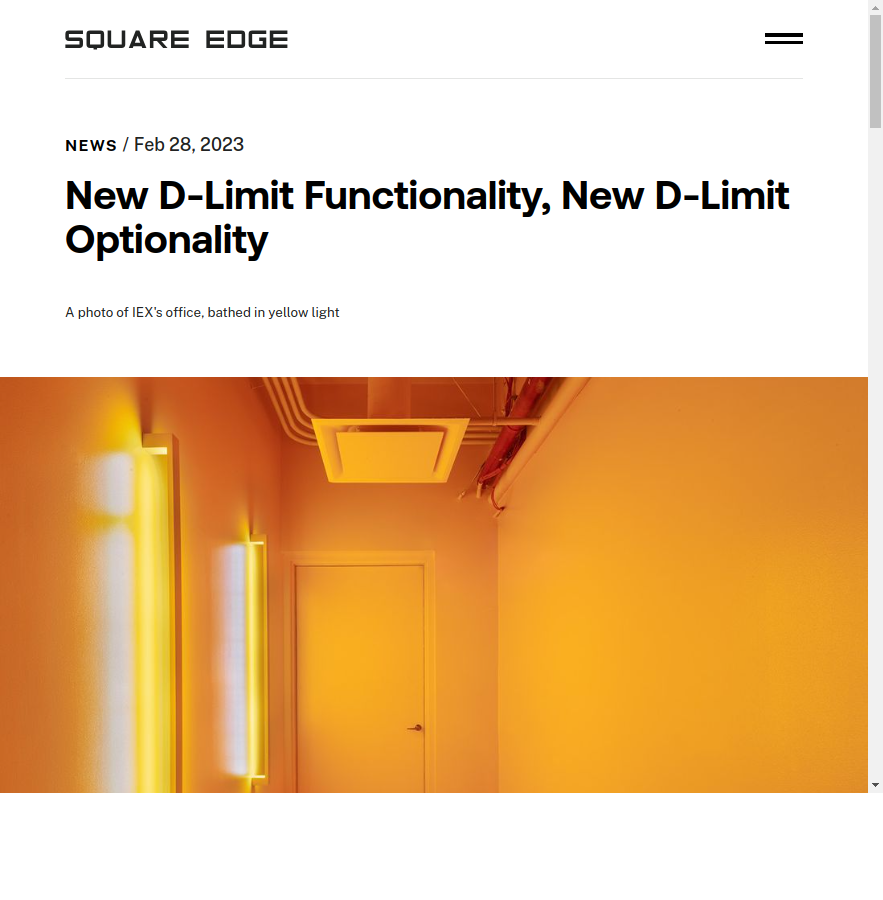 SQUARE EDGE
NEWS / Feb 28, 2023
New D-Limit Functionality, New D-Limit
Optionality
A photo of IEX's office, bathed in yellow light